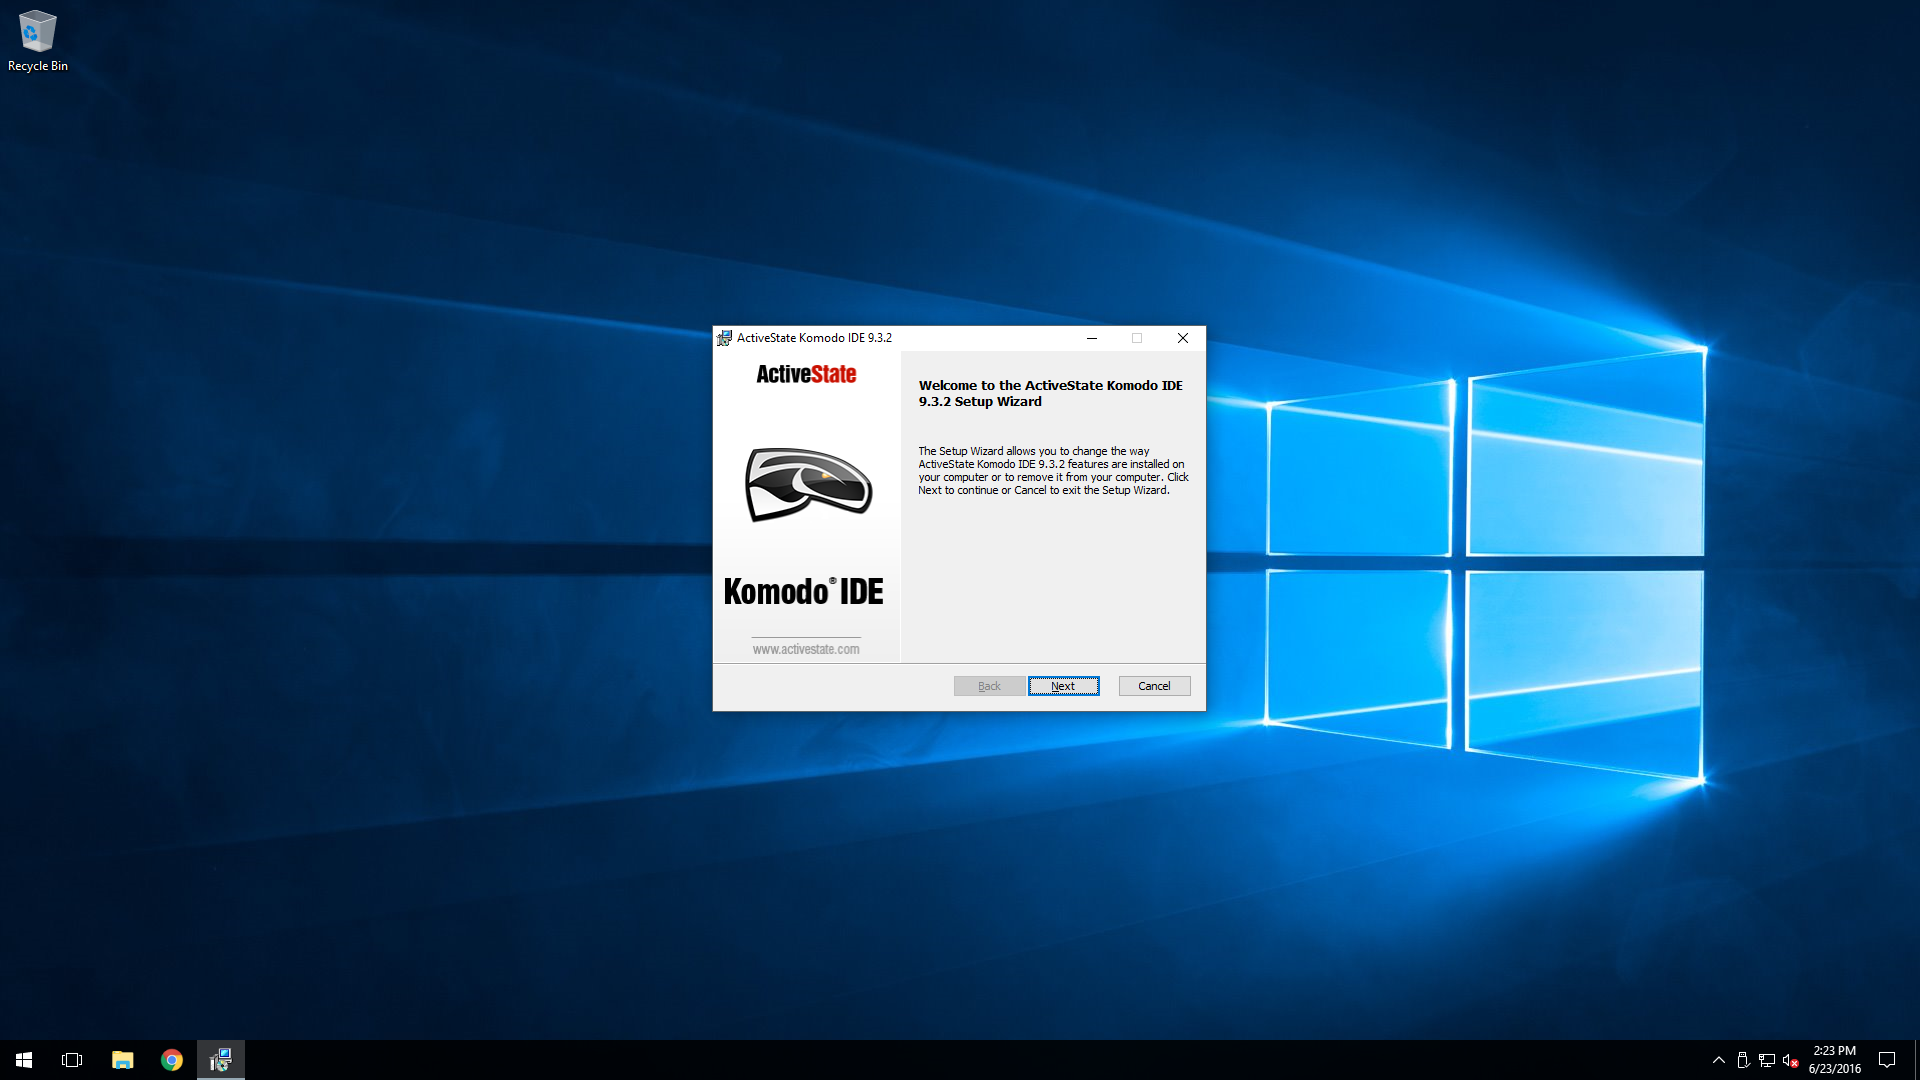 Recycle Bin
ActiveState Komodo IDE 9.3.2
ActiveState
Komodo® IDE
www.activestate.com
Welcome to the ActiveState Komodo IDE
9.3.2 Setup Wizard
The Setup Wizard allows you to change the way
ActiveState Komodo IDE 9.3.2 features are installed on
your computer or to remove it from your computer. Click
Next to continue or Cancel to exit the Setup Wizard.
Back
Next
Cancel
2:23 PM
6/23/2016